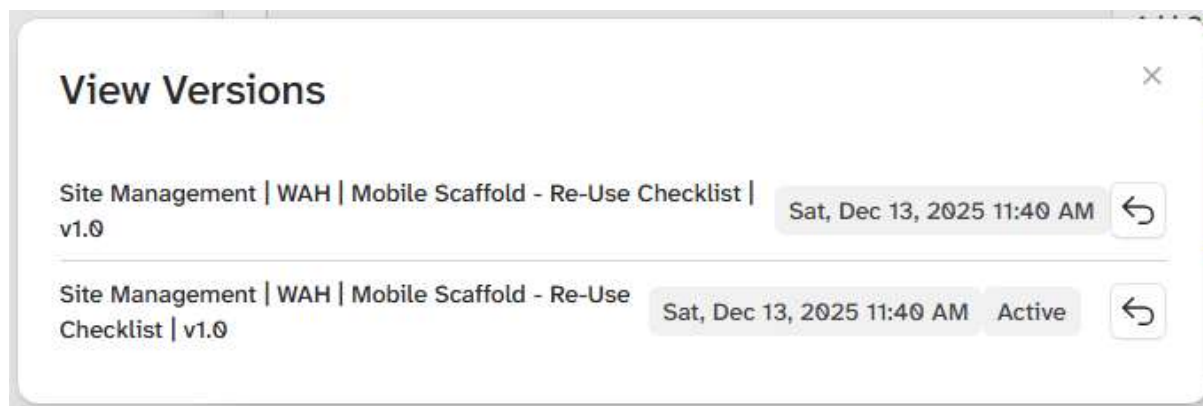 View Versions
Site Management | WAH | Mobile Scaffold - Re-Use Checklist |
v1.0
Sat, Dec 13, 2025 11:40 AM
Site Management | WAH | Mobile Scaffold - Re-Use
Checklist | v1.0
Sat, Dec 13, 2025 11:40 AM Active